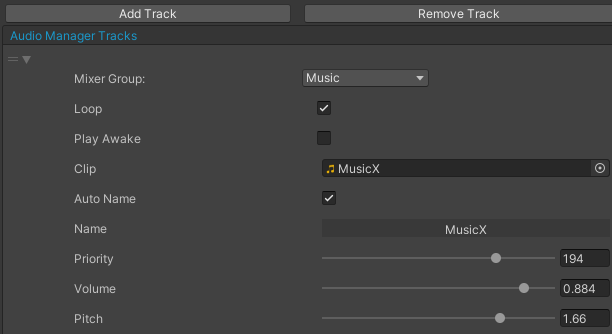 Add Track Remove Track
Audio Manager Tracks
Mixer Group: Music
Loop
Play Awake
Clip MusicX
Auto Name
Name MusicX
Priority 194
Volume 0.884
Pitch 1.66